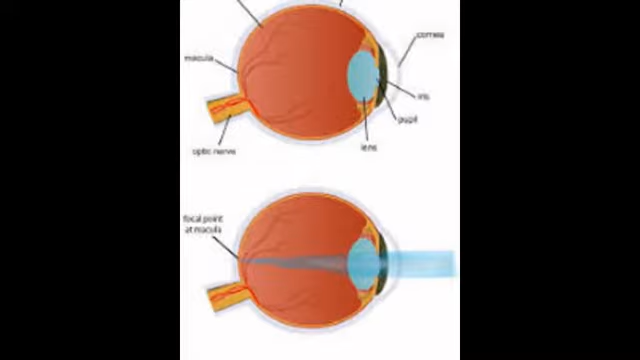 cornea
macula
iris
pupil
lens
optic nerve
focal point
at macula